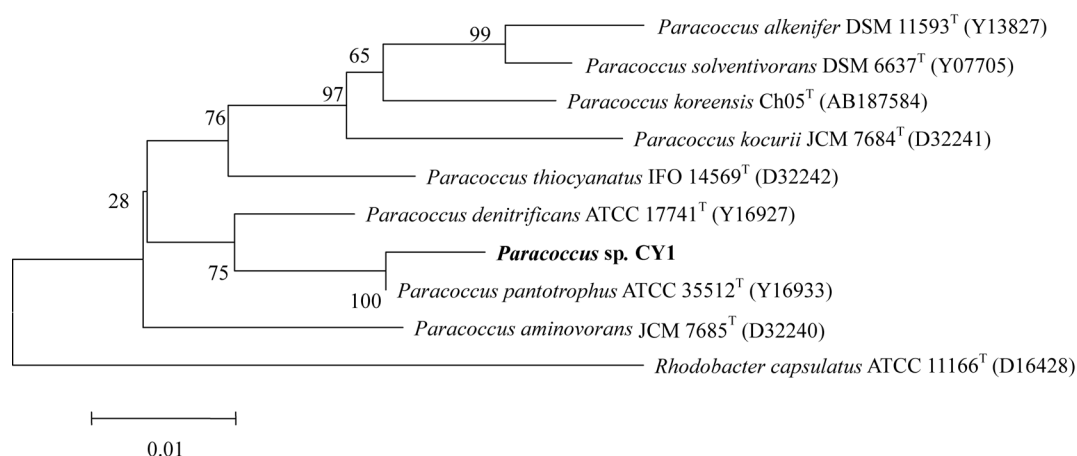 99 Paracoccus alkenifer DSM 11593ᵀ (Y13827)
65 Paracoccus solventivorans DSM 6637ᵀ (Y07705)
97 Paracoccus koreensis Ch05ᵀ (AB187584)
76 Paracoccus kocurii JCM 7684ᵀ (D32241)
Paracoccus thiocyanatus IFO 14569ᵀ (D32242)
28 Paracoccus denitrificans ATCC 17741ᵀ (Y16927)
Paracoccus sp. CY1
75
100 Paracoccus pantotrophus ATCC 35512ᵀ (Y16933)
Paracoccus aminovorans JCM 7685ᵀ (D32240)
Rhodobacter capsulatus ATCC 11166ᵀ (D16428)
0.01